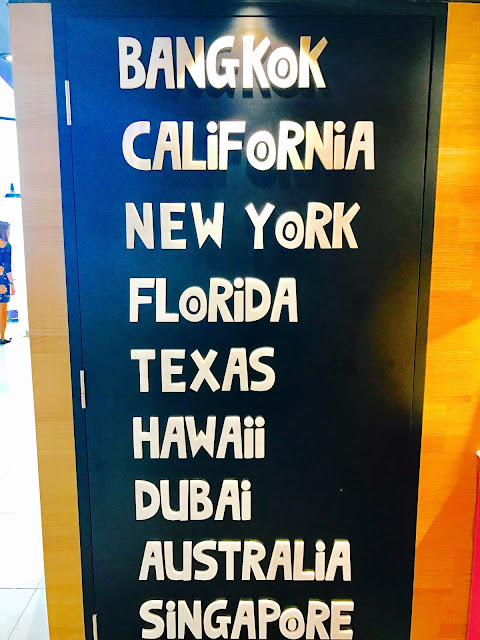 BANGKOK
CALiFORNiA
NEW YORK
FLORiDA
TEXAS
HAWAii
DUBAi
AUSTRALiA
SiNGAPORE